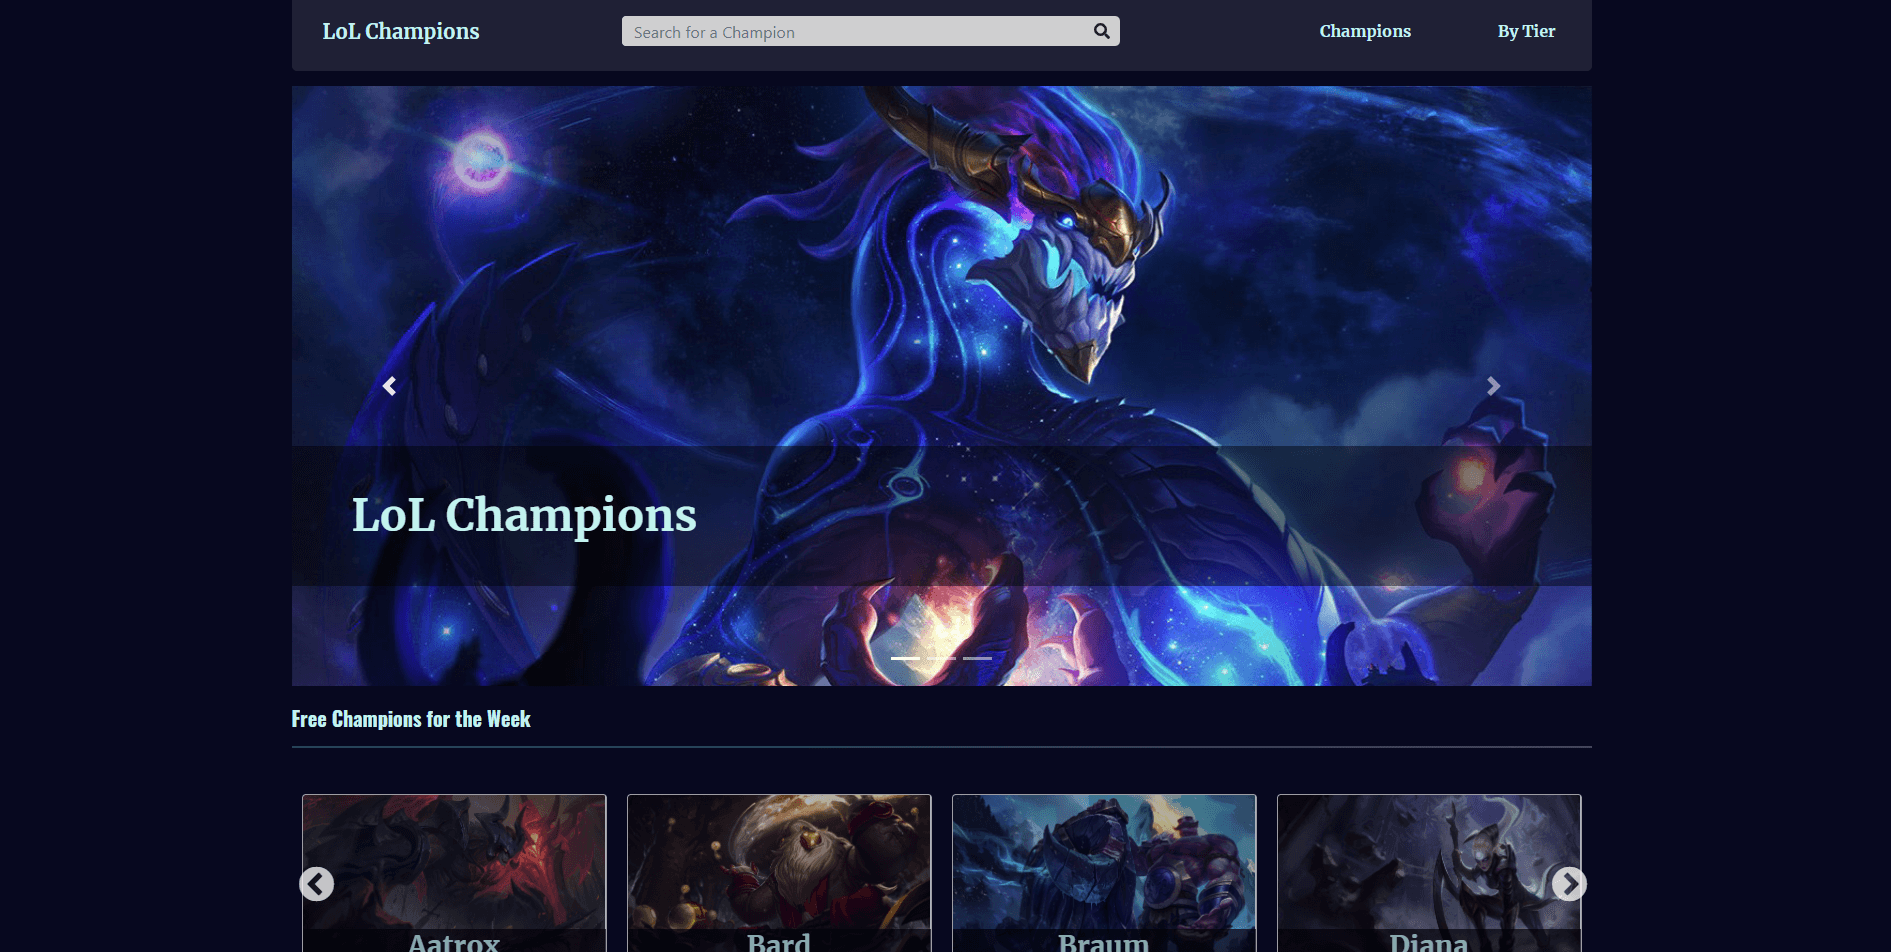 LoL Champions
Search for a Champion
Champions
By Tier
LoL Champions
Free Champions for the Week
Aatrox
Bard
Braum
Diana